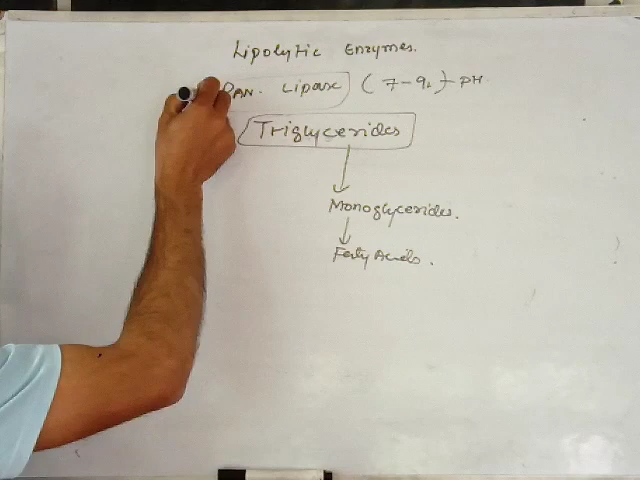 Lipolytic Enzymes.
PAN. Lipase (7-9) - PH.
Triglycerides
Monoglycerides.
Fatty Acids.